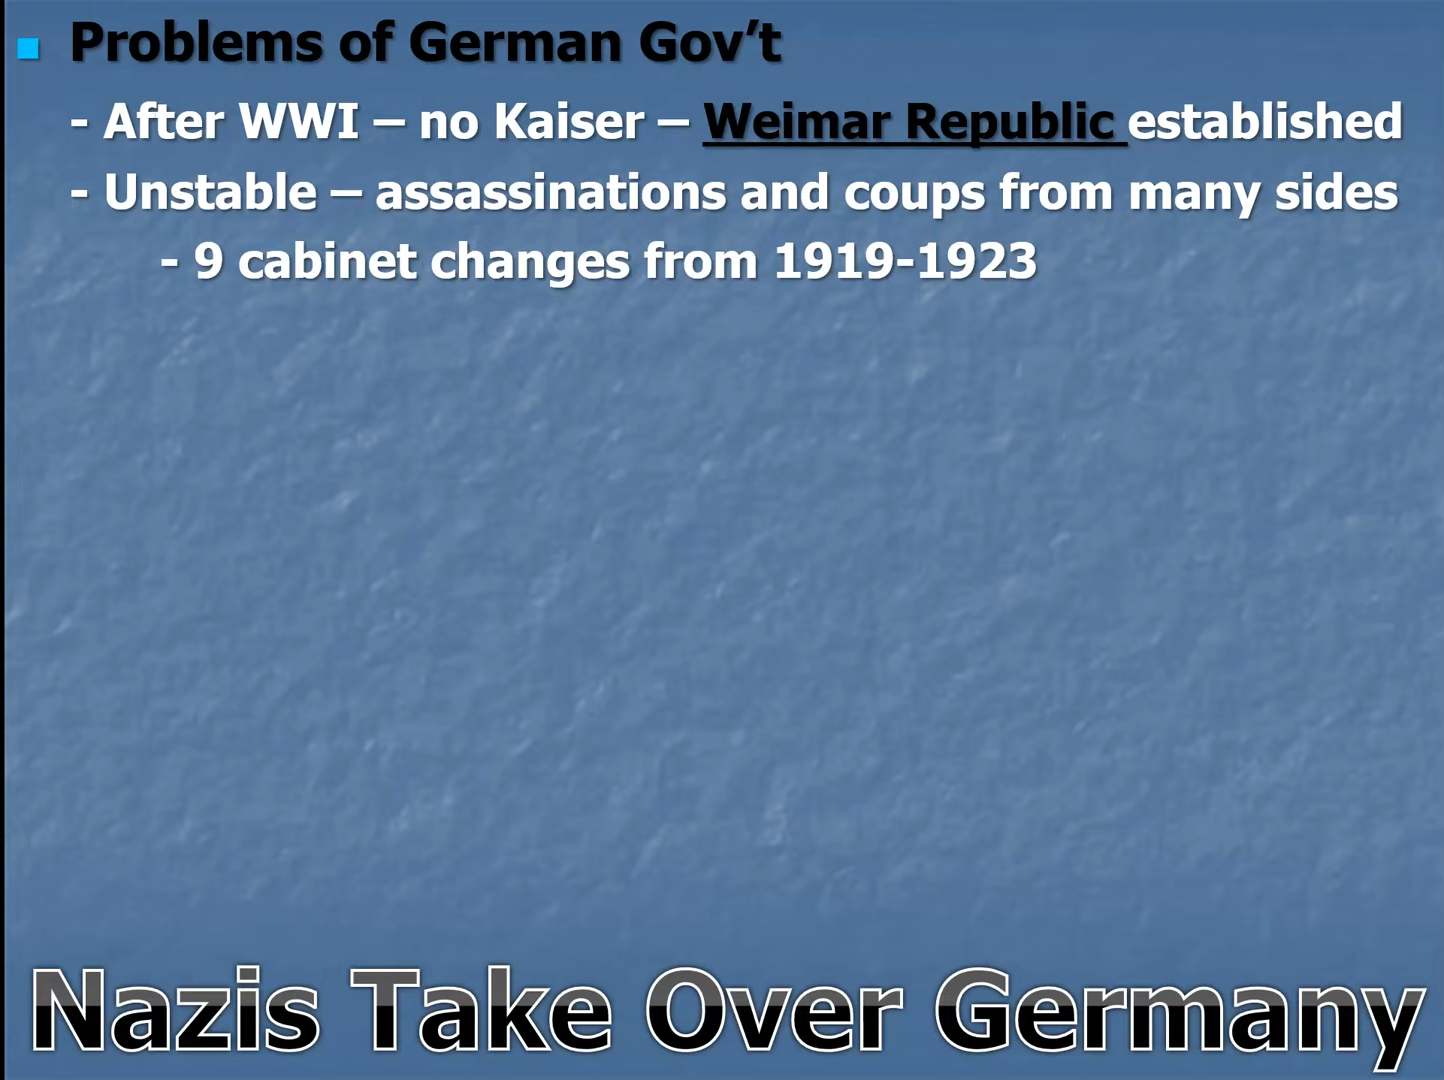 Problems of German Gov’t
- After WWI – no Kaiser – Weimar Republic established
- Unstable – assassinations and coups from many sides
- 9 cabinet changes from 1919-1923
Nazis Take Over Germany